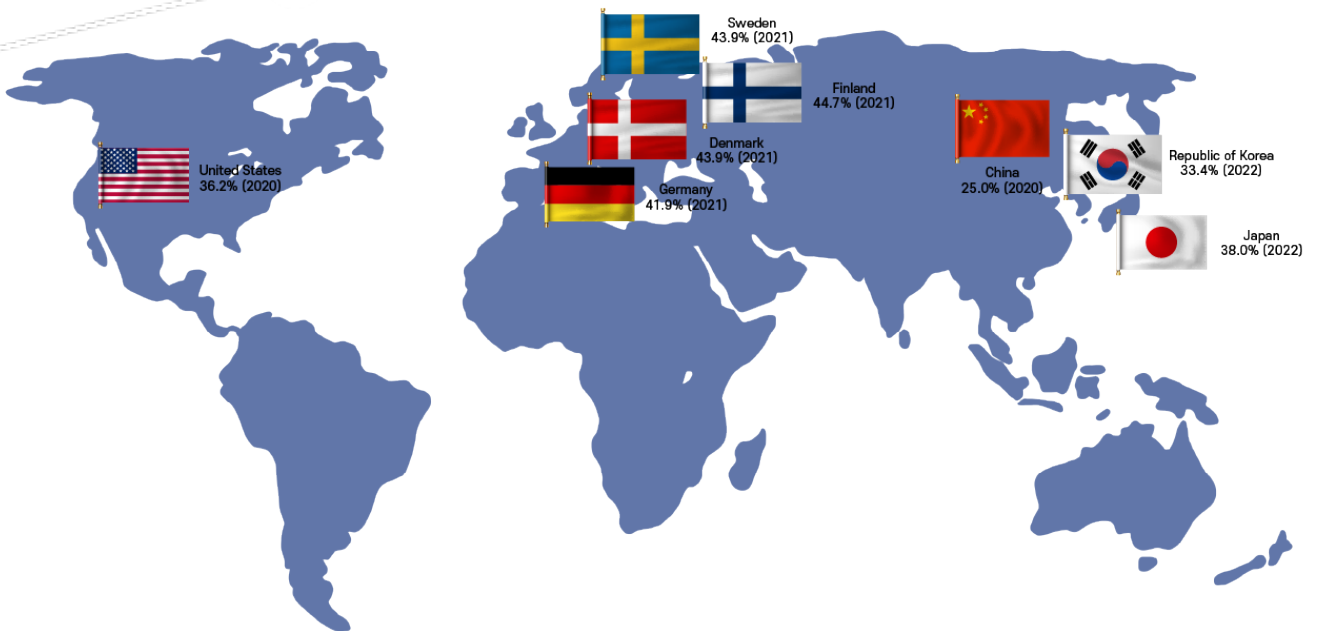 Sweden
43.9% (2021)
Finland
44.7% (2021)
Denmark
43.9% (2021)
Germany
41.9% (2021)
United States
36.2% (2020)
China
25.0% (2020)
Republic of Korea
33.4% (2022)
Japan
38.0% (2022)